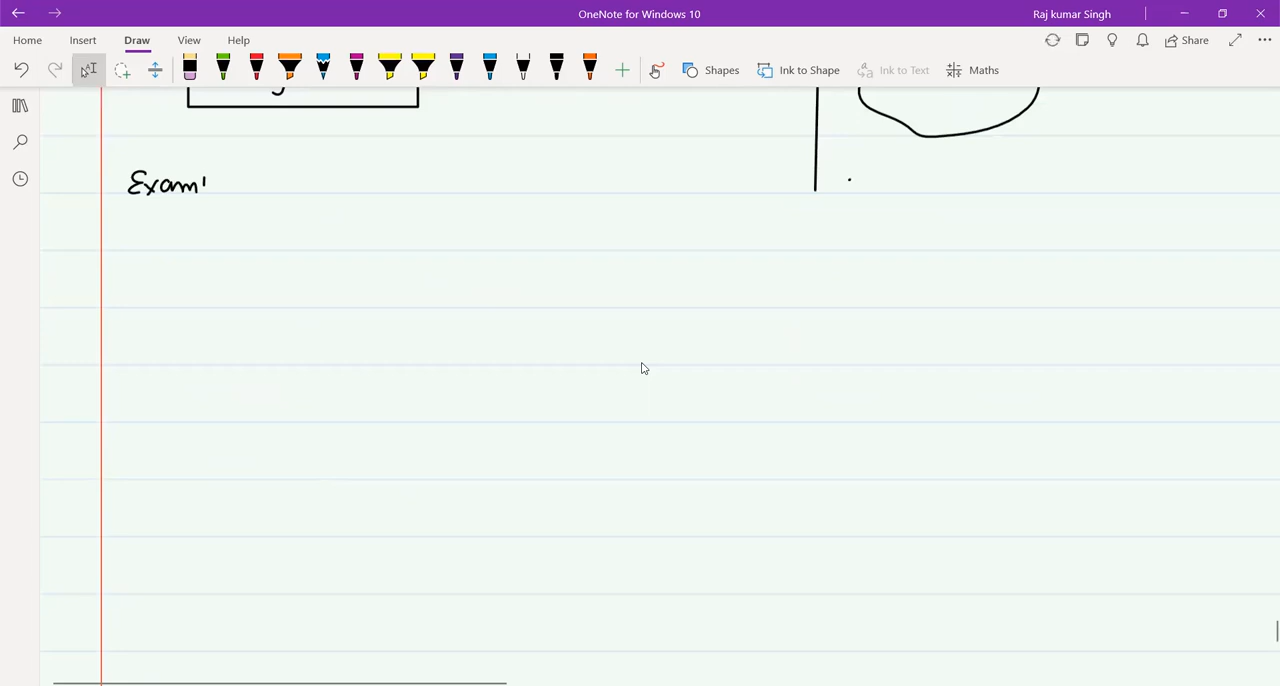 OneNote for Windows 10
Raj kumar Singh
Home Insert Draw View Help
Share
Shapes
Ink to Shape
Ink to Text
Maths
Exam